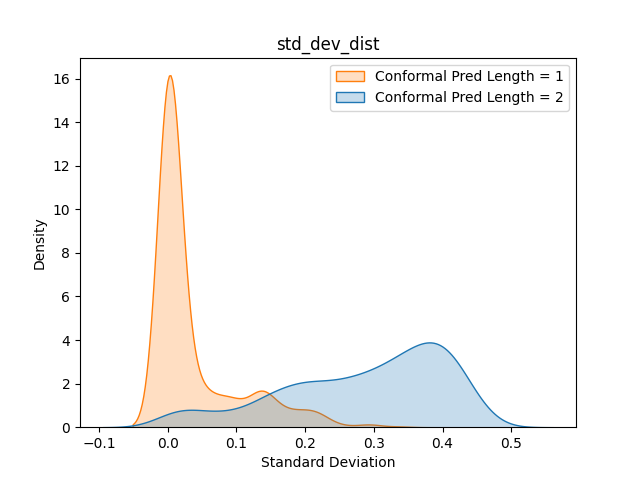 std_dev_dist
Conformal Pred Length = 1
Conformal Pred Length = 2
16
14
12
10
8
6
4
2
0
Density
−0.1 0.0 0.1 0.2 0.3 0.4 0.5
Standard Deviation